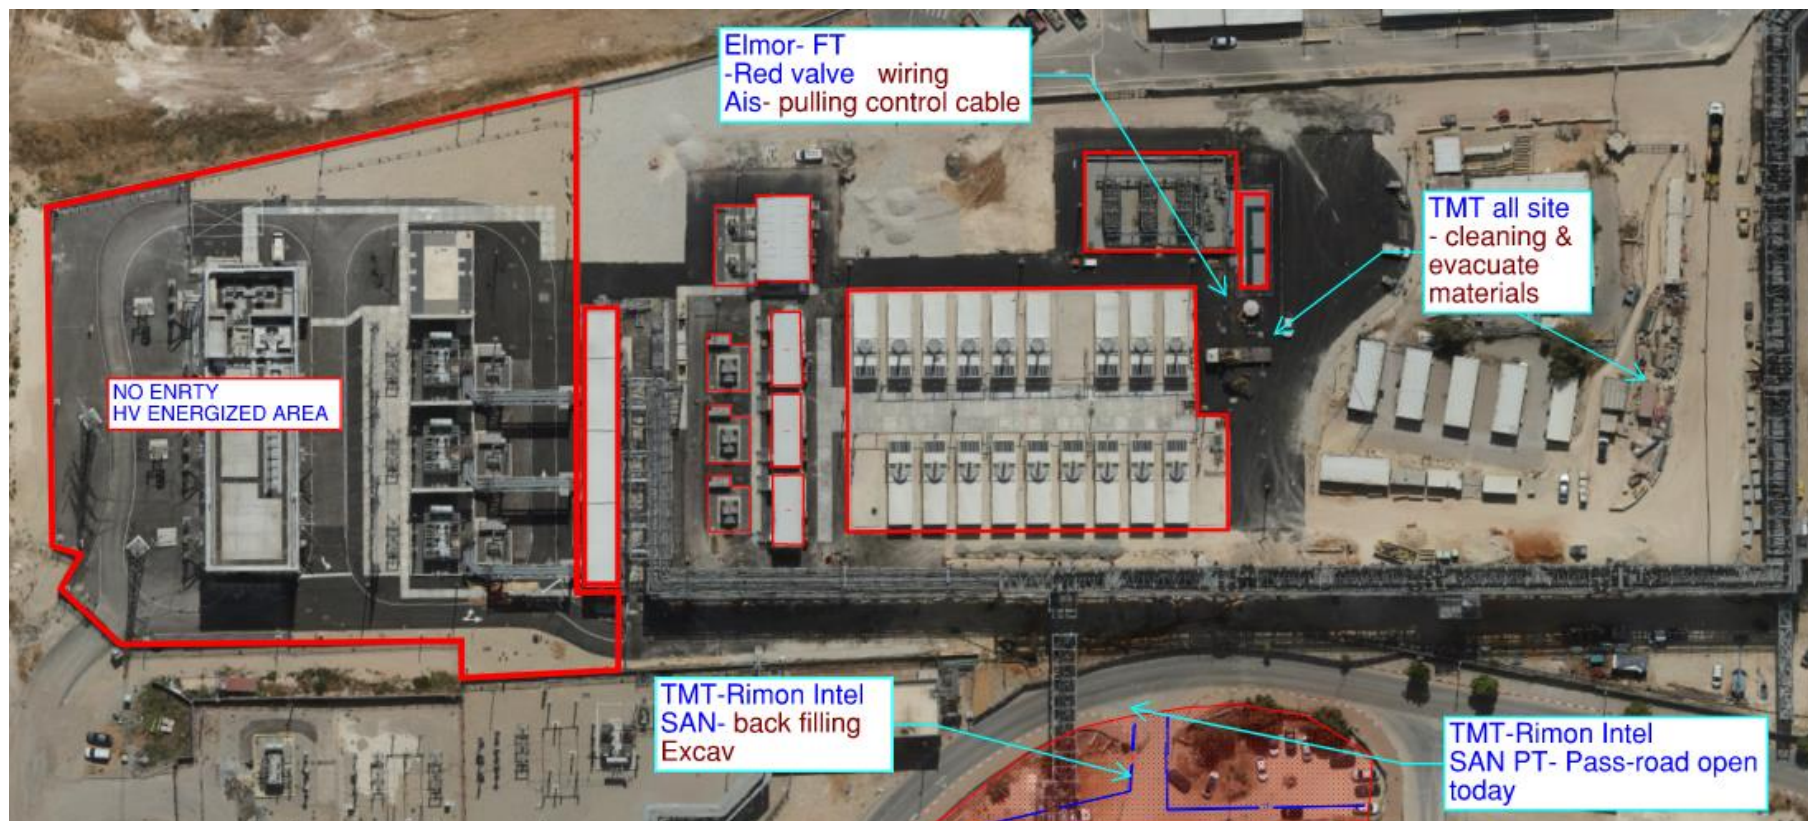 Elmor- FT
-Red valve wiring
Ais- pulling control cable
TMT all site
- cleaning &
evacuate
materials
NO ENRTY
HV ENERGIZED AREA
TMT-Rimon Intel
SAN- back filling
Excav
TMT-Rimon Intel
SAN PT- Pass-road open
today